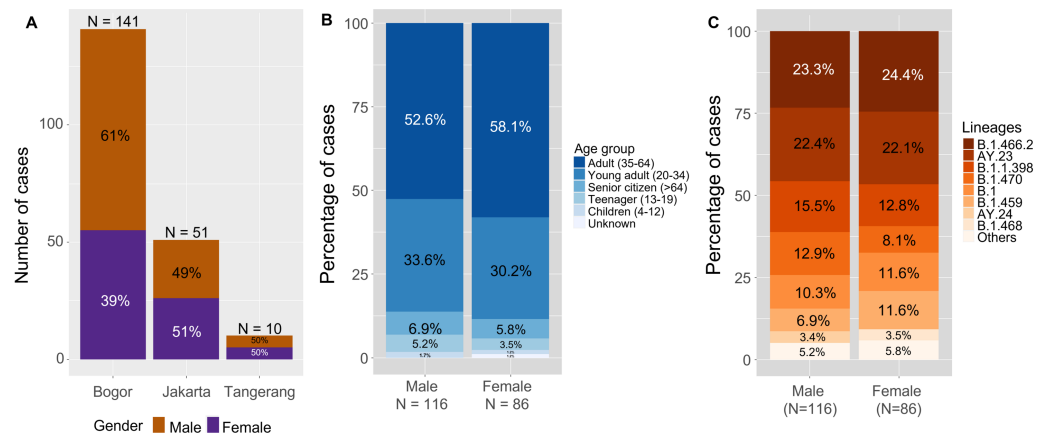 A
N = 141
Number of cases
100
50
0
61%
39%
N = 51
49%
51%
N = 10
50%
50%
Bogor
Jakarta
Tangerang
Gender
Male
Female
B
Percentage of cases
100
75
50
25
0
52.6%
33.6%
6.9%
5.2%
1.7%
58.1%
30.2%
5.8%
3.5%
Male
N = 116
Female
N = 86
Age group
Adult (35-64)
Young adult (20-34)
Senior citizen (>64)
Teenager (13-19)
Children (4-12)
Unknown
C
Percentage of cases
100
75
50
25
0
23.3%
22.4%
15.5%
12.9%
10.3%
6.9%
3.4%
5.2%
24.4%
22.1%
12.8%
8.1%
11.6%
11.6%
3.5%
5.8%
Male
(N=116)
Female
(N=86)
Lineages
B.1.466.2
AY.23
B.1.1.398
B.1.470
B.1
B.1.459
AY.24
B.1.468
Others